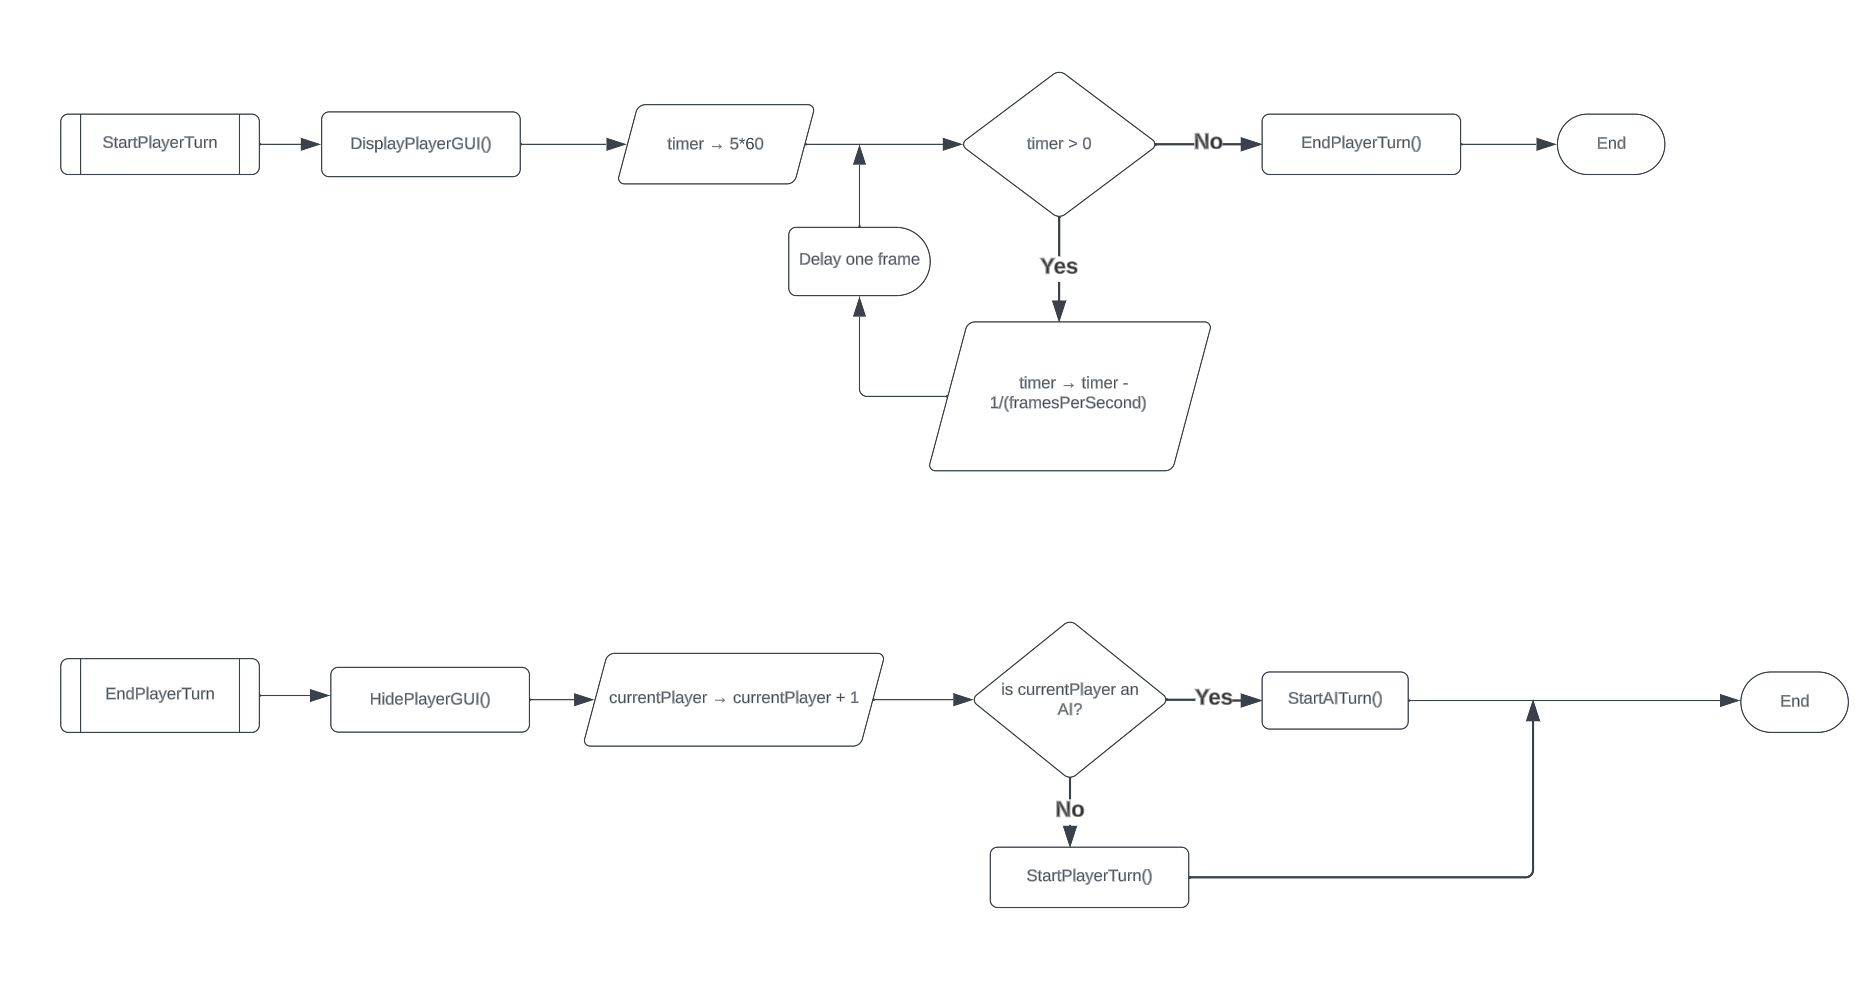 StartPlayerTurn
DisplayPlayerGUI()
timer → 5*60
timer > 0
No
EndPlayerTurn()
End
Delay one frame
Yes
timer → timer -
1/(framesPerSecond)
EndPlayerTurn
HidePlayerGUI()
currentPlayer → currentPlayer + 1
is currentPlayer an
AI?
Yes
StartAITurn()
End
No
StartPlayerTurn()